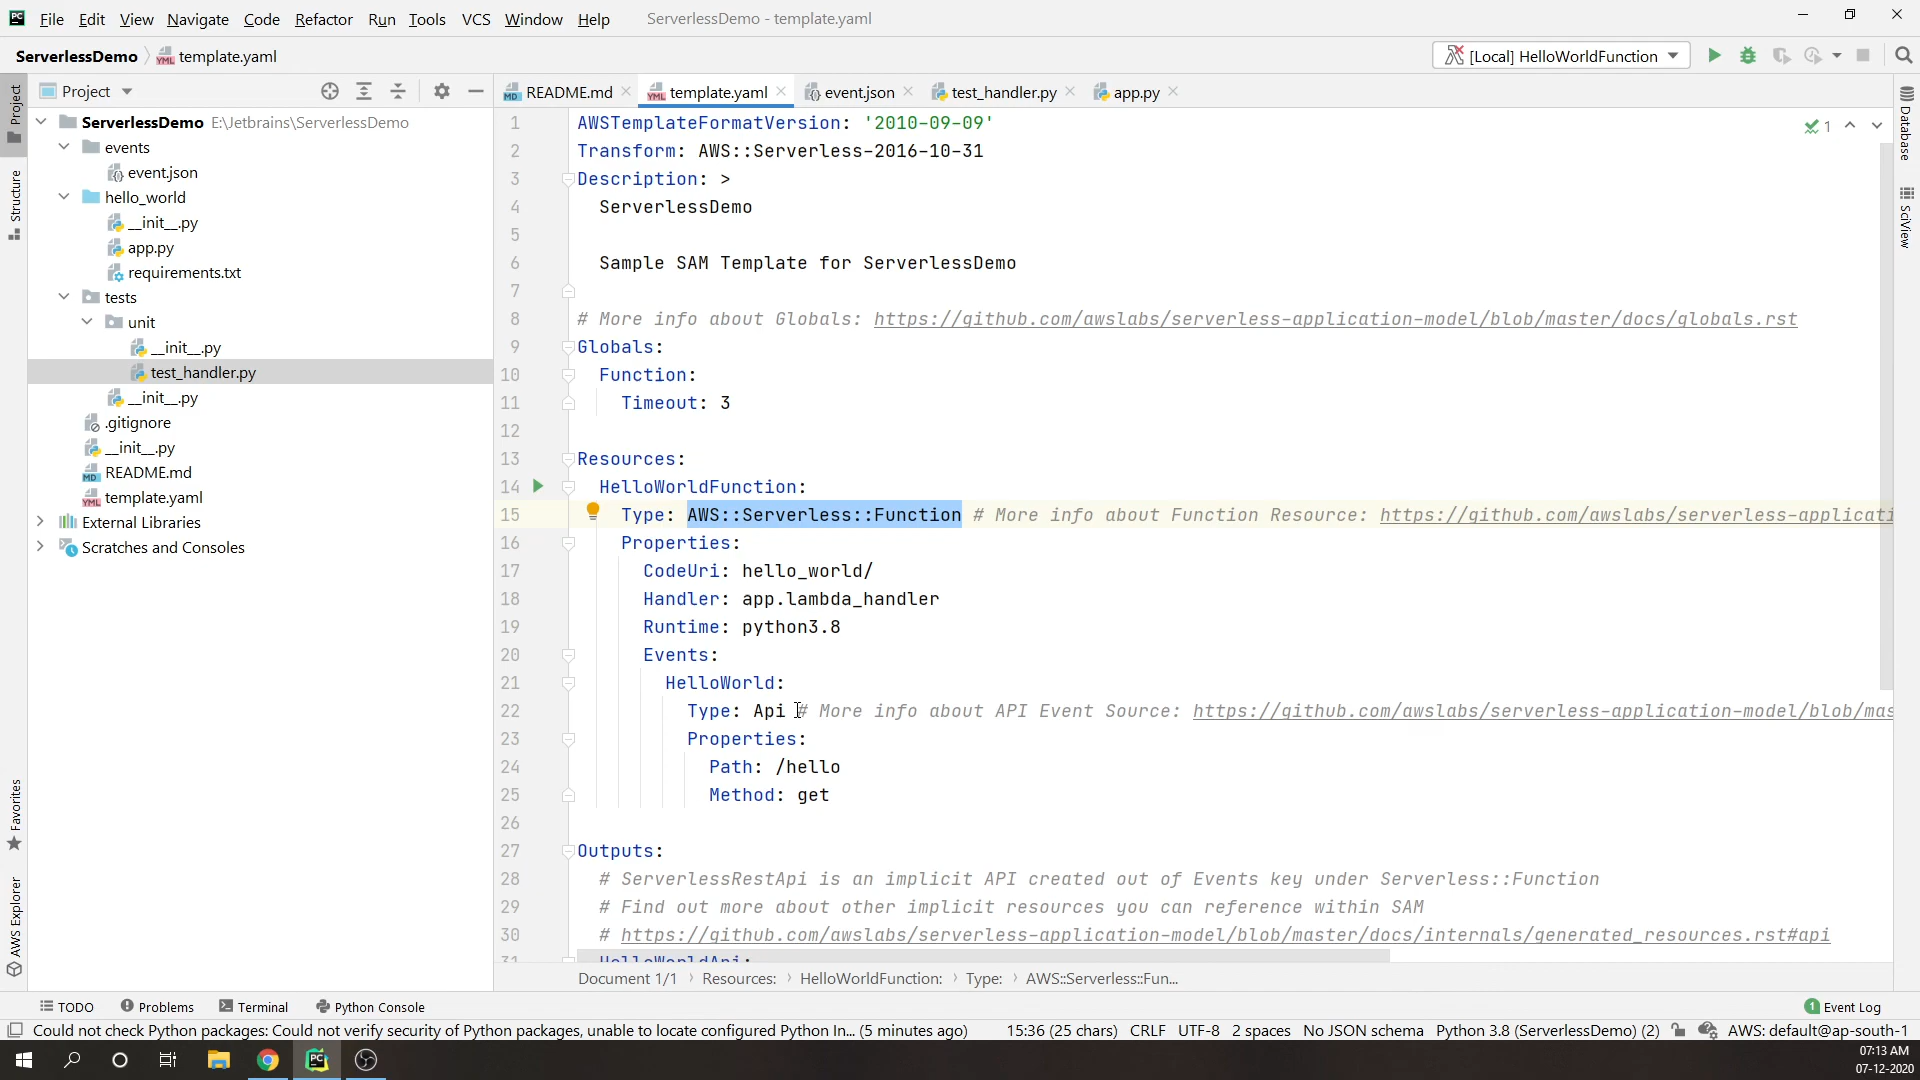 File Edit View Navigate Code Refactor Run Tools VCS Window Help ServerlessDemo - template.yaml
ServerlessDemo template.yaml [Local] HelloWorldFunction
Project
README.md template.yaml event.json test_handler.py app.py
ServerlessDemo E:\Jetbrains\ServerlessDemo
events
event.json
hello_world
__init__.py
app.py
requirements.txt
tests
unit
__init__.py
test_handler.py
__init__.py
.gitignore
__init__.py
README.md
template.yaml
External Libraries
Scratches and Consoles
Project
Structure
Favorites
AWS Explorer
1 AWSTemplateFormatVersion: '2010-09-09'
2 Transform: AWS::Serverless-2016-10-31
3 Description: >
4 ServerlessDemo
5
6 Sample SAM Template for ServerlessDemo
7
8 # More info about Globals: https://github.com/awslabs/serverless-application-model/blob/master/docs/globals.rst
9 Globals:
10 Function:
11 Timeout: 3
12
13 Resources:
14 HelloWorldFunction:
15 Type: AWS::Serverless::Function # More info about Function Resource: https://github.com/awslabs/serverless-applicati
16 Properties:
17 CodeUri: hello_world/
18 Handler: app.lambda_handler
19 Runtime: python3.8
20 Events:
21 HelloWorld:
22 Type: Api # More info about API Event Source: https://github.com/awslabs/serverless-application-model/blob/mas
23 Properties:
24 Path: /hello
25 Method: get
26
27 Outputs:
28 # ServerlessRestApi is an implicit API created out of Events key under Serverless::Function
29 # Find out more about other implicit resources you can reference within SAM
30 # https://github.com/awslabs/serverless-application-model/blob/master/docs/internals/generated_resources.rst#api
31 HelloWorldApi:
1
Database
SciView
Document 1/1 Resources: HelloWorldFunction: Type: AWS::Serverless::Fun...
TODO Problems Terminal Python Console 1 Event Log
Could not check Python packages: Could not verify security of Python packages, unable to locate configured Python In... (5 minutes ago) 15:36 (25 chars) CRLF UTF-8 2 spaces No JSON schema Python 3.8 (ServerlessDemo) (2) AWS: default@ap-south-1
07:13 AM
07-12-2020